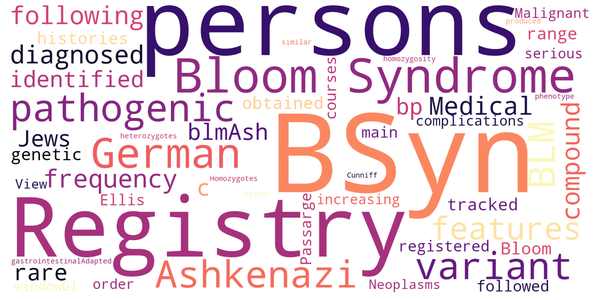 following
persons
Malignant
produced
histories
similar
range
diagnosed
serious
identified
Bloom
Syndrome
homozygosity
courses
phenotype
pathogenic
obtained
bp
Medical
complications
blmAsh
main
Jews
heterozygotes
genetic
German
BSyn
BLM
compound
View
frequency
Homozygotes
c
Cunniff
Ellis
either
increasing
tracked
Registry
Passarge
features
registered
Bloom
gastrointestinalAdapted
rare
Ashkenazi
variant
windowGI
order
Neoplasms
followed